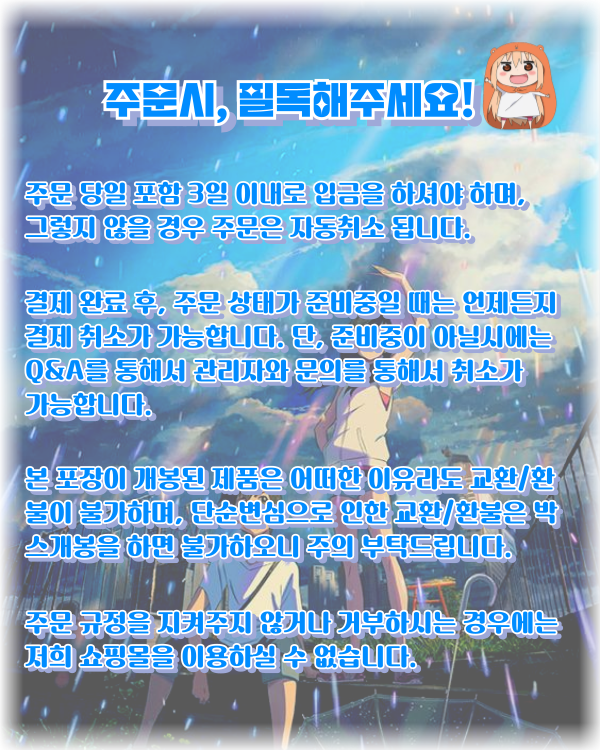 주문시, 필독해주세요!
주문 당일 포함 3일 이내로 입금을 하셔야 하며,
그렇지 않을 경우 주문은 자동취소 됩니다.
결제 완료 후, 주문 상태가 준비중일 때는 언제든지
결제 취소가 가능합니다. 단, 준비중이 아닐시에는
Q&A를 통해서 관리자와 문의를 통해서 취소가
가능합니다.
본 포장이 개봉된 제품은 어떠한 이유라도 교환/환
불이 불가하며, 단순변심으로 인한 교환/환불은 박
스개봉을 하면 불가하오니 주의 부탁드립니다.
주문 규정을 지켜주지 않거나 거부하시는 경우에는
저희 쇼핑몰을 이용하실 수 없습니다.